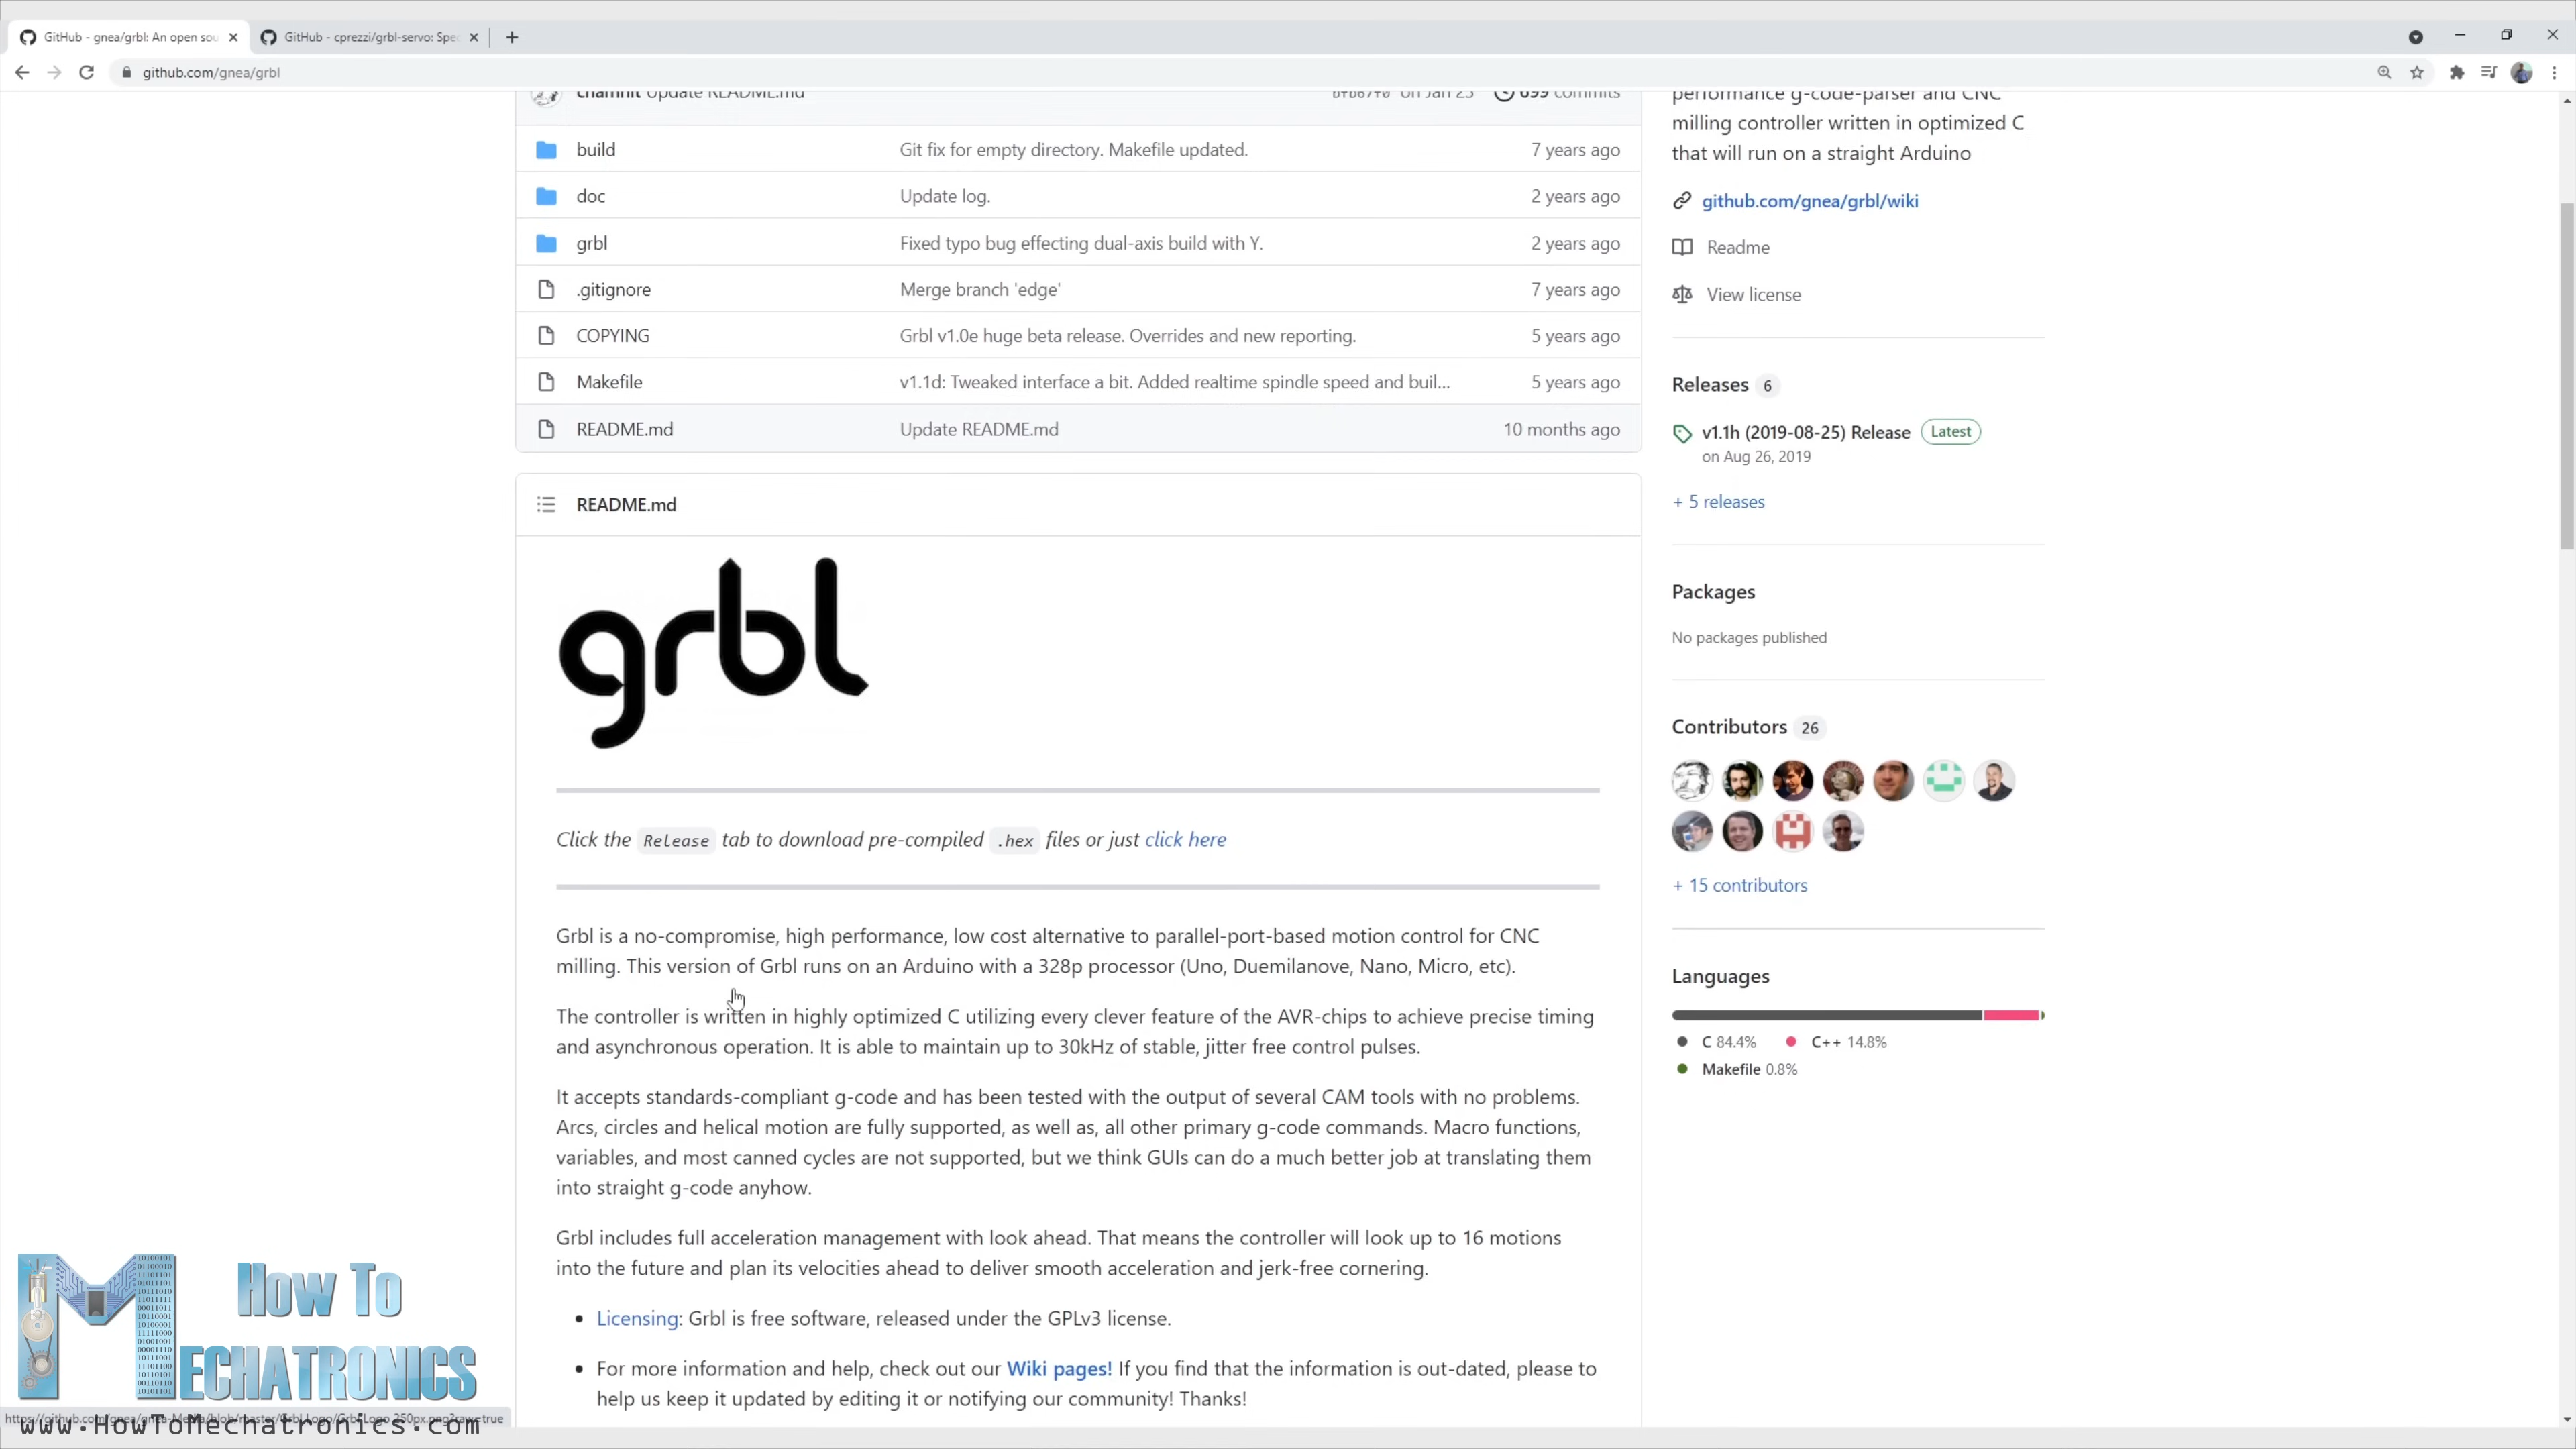 GitHub - gnea/grbl: An open sou
GitHub - cprezzi/grbl-servo: Spe
github.com/gnea/grbl
chamnit Update README.md on Jan 23 899 commits
build Git fix for empty directory. Makefile updated. 7 years ago
doc Update log. 2 years ago
grbl Fixed typo bug effecting dual-axis build with Y. 2 years ago
.gitignore Merge branch 'edge' 7 years ago
COPYING Grbl v1.0e huge beta release. Overrides and new reporting. 5 years ago
Makefile v1.1d: Tweaked interface a bit. Added realtime spindle speed and buil... 5 years ago
README.md Update README.md 10 months ago
README.md
grbl
Click the Release tab to download pre-compiled .hex files or just click here
Grbl is a no-compromise, high performance, low cost alternative to parallel-port-based motion control for CNC
milling. This version of Grbl runs on an Arduino with a 328p processor (Uno, Duemilanove, Nano, Micro, etc).
The controller is written in highly optimized C utilizing every clever feature of the AVR-chips to achieve precise timing
and asynchronous operation. It is able to maintain up to 30kHz of stable, jitter free control pulses.
It accepts standards-compliant g-code and has been tested with the output of several CAM tools with no problems.
Arcs, circles and helical motion are fully supported, as well as, all other primary g-code commands. Macro functions,
variables, and most canned cycles are not supported, but we think GUIs can do a much better job at translating them
into straight g-code anyhow.
Grbl includes full acceleration management with look ahead. That means the controller will look up to 16 motions
into the future and plan its velocities ahead to deliver smooth acceleration and jerk-free cornering.
• Licensing: Grbl is free software, released under the GPLv3 license.
• For more information and help, check out our Wiki pages! If you find that the information is out-dated, please to
help us keep it updated by editing it or notifying our community! Thanks!
performance g-code-parser and CNC
milling controller written in optimized C
that will run on a straight Arduino
github.com/gnea/grbl/wiki
Readme
View license
Releases 6
v1.1h (2019-08-25) Release Latest
on Aug 26, 2019
+ 5 releases
Packages
No packages published
Contributors 26
+ 15 contributors
Languages
C 84.4% C++ 14.8%
Makefile 0.8%
How To
MECHATRONICS
www.HowToMechatronics.com